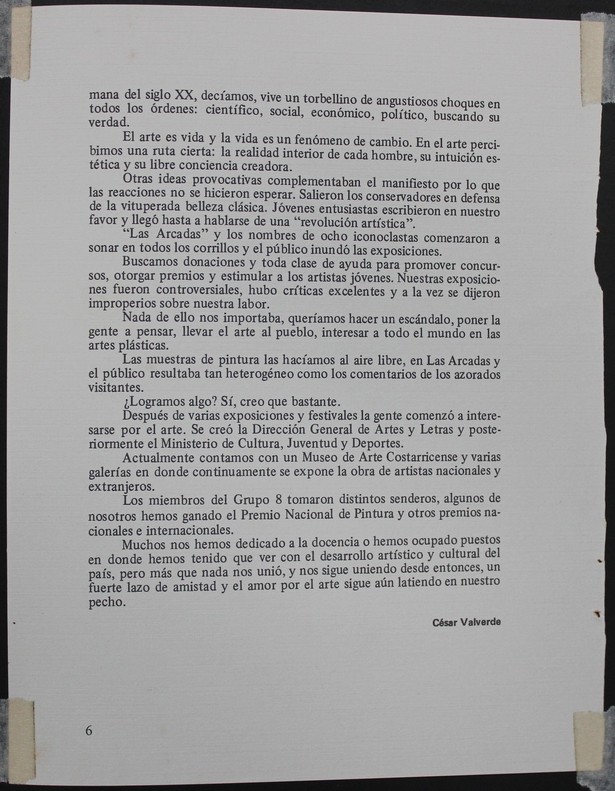 mana del siglo XX, decíamos, vive un torbellino de angustiosos choques en
todos los órdenes: científico, social, económico, político, buscando su
verdad.
El arte es vida y la vida es un fenómeno de cambio. En el arte perci-
bimos una ruta cierta: la realidad interior de cada hombre, su intuición es-
tética y su libre conciencia creadora.
Otras ideas provocativas complementaban el manifiesto por lo que
las reacciones no se hicieron esperar. Salieron los conservadores en defensa
de la vituperada belleza clásica. Jóvenes entusiastas escribieron en nuestro
favor y llegó hasta a hablarse de una "revolución artística".
"Las Arcadas" y los nombres de ocho iconoclastas comenzaron a
sonar en todos los corrillos y el público inundó las exposiciones.
Buscamos donaciones y toda clase de ayuda para promover concur-
sos, otorgar premios y estimular a los artistas jóvenes. Nuestras exposicio-
nes fueron controversiales, hubo críticas excelentes y a la vez se dijeron
improperios sobre nuestra labor.
Nada de ello nos importaba, queríamos hacer un escándalo, poner la
gente a pensar, llevar el arte al pueblo, interesar a todo el mundo en las
artes plásticas.
Las muestras de pintura las hacíamos al aire libre, en Las Arcadas y
el público resultaba tan heterogéneo como los comentarios de los azorados
visitantes.
¿Logramos algo? Sí, creo que bastante.
Después de varias exposiciones y festivales la gente comenzó a intere-
sarse por el arte. Se creó la Dirección General de Artes y Letras y poste-
riormente el Ministerio de Cultura, Juventud y Deportes.
Actualmente contamos con un Museo de Arte Costarricense y varias
galerías en donde continuamente se expone la obra de artistas nacionales y
extranjeros.
Los miembros del Grupo 8 tomaron distintos senderos, algunos de
nosotros hemos ganado el Premio Nacional de Pintura y otros premios na-
cionales e internacionales.
Muchos nos hemos dedicado a la docencia o hemos ocupado puestos
en donde hemos tenido que ver con el desarrollo artístico y cultural del
país, pero más que nada nos unió, y nos sigue uniendo desde entonces, un
fuerte lazo de amistad y el amor por el arte sigue aún latiendo en nuestro
pecho.
César Valverde
6